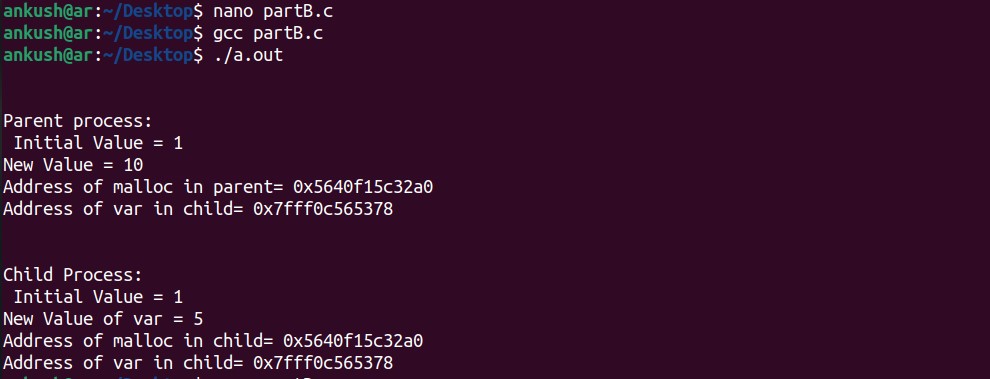 ankush@ar:~/Desktop$ nano partB.c
ankush@ar:~/Desktop$ gcc partB.c
ankush@ar:~/Desktop$ ./a.out
Parent process:
 Initial Value = 1
New Value = 10
Address of malloc in parent= 0x5640f15c32a0
Address of var in child= 0x7fff0c565378
Child Process:
 Initial Value = 1
New Value of var = 5
Address of malloc in child= 0x5640f15c32a0
Address of var in child= 0x7fff0c565378